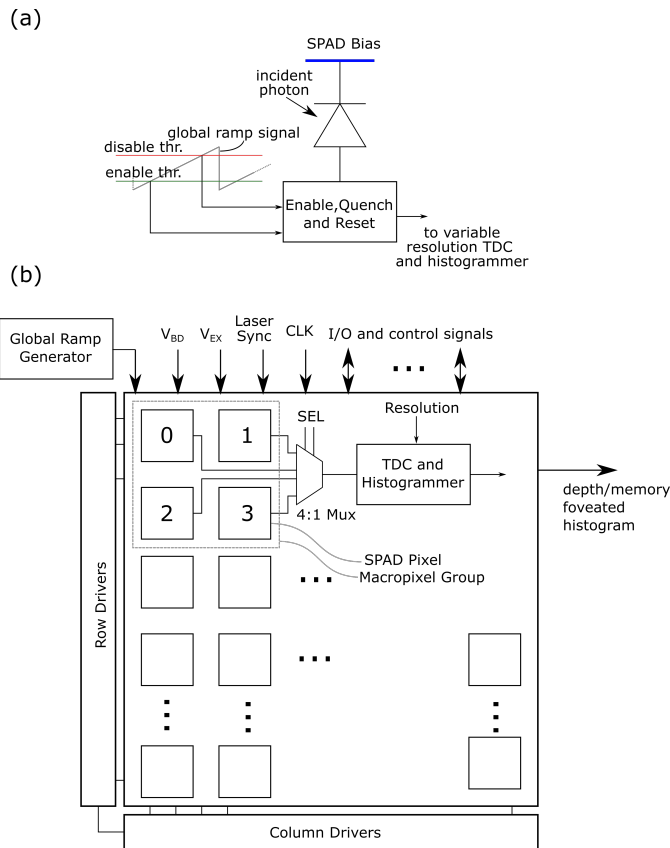 (a)
SPAD Bias
incident
photon
global ramp signal
disable thr.
enable thr.
Enable,Quench
and Reset
to variable
resolution TDC
and histogrammer
(b)
Global Ramp
Generator
V_BD
V_EX
Laser
Sync
CLK
I/O and control signals
...
SEL
Resolution
0
1
TDC and
Histogrammer
2
3
4:1 Mux
depth/memory
foveated
histogram
SPAD Pixel
Macropixel Group
...
...
Row Drivers
Column Drivers